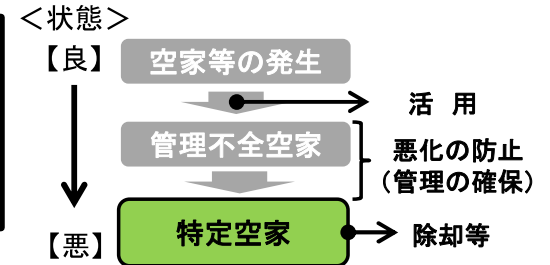 ＜状態＞
【良】
空家等の発生
活 用
管理不全空家
悪化の防止
（管理の確保）
特定空家
【悪】
除却等